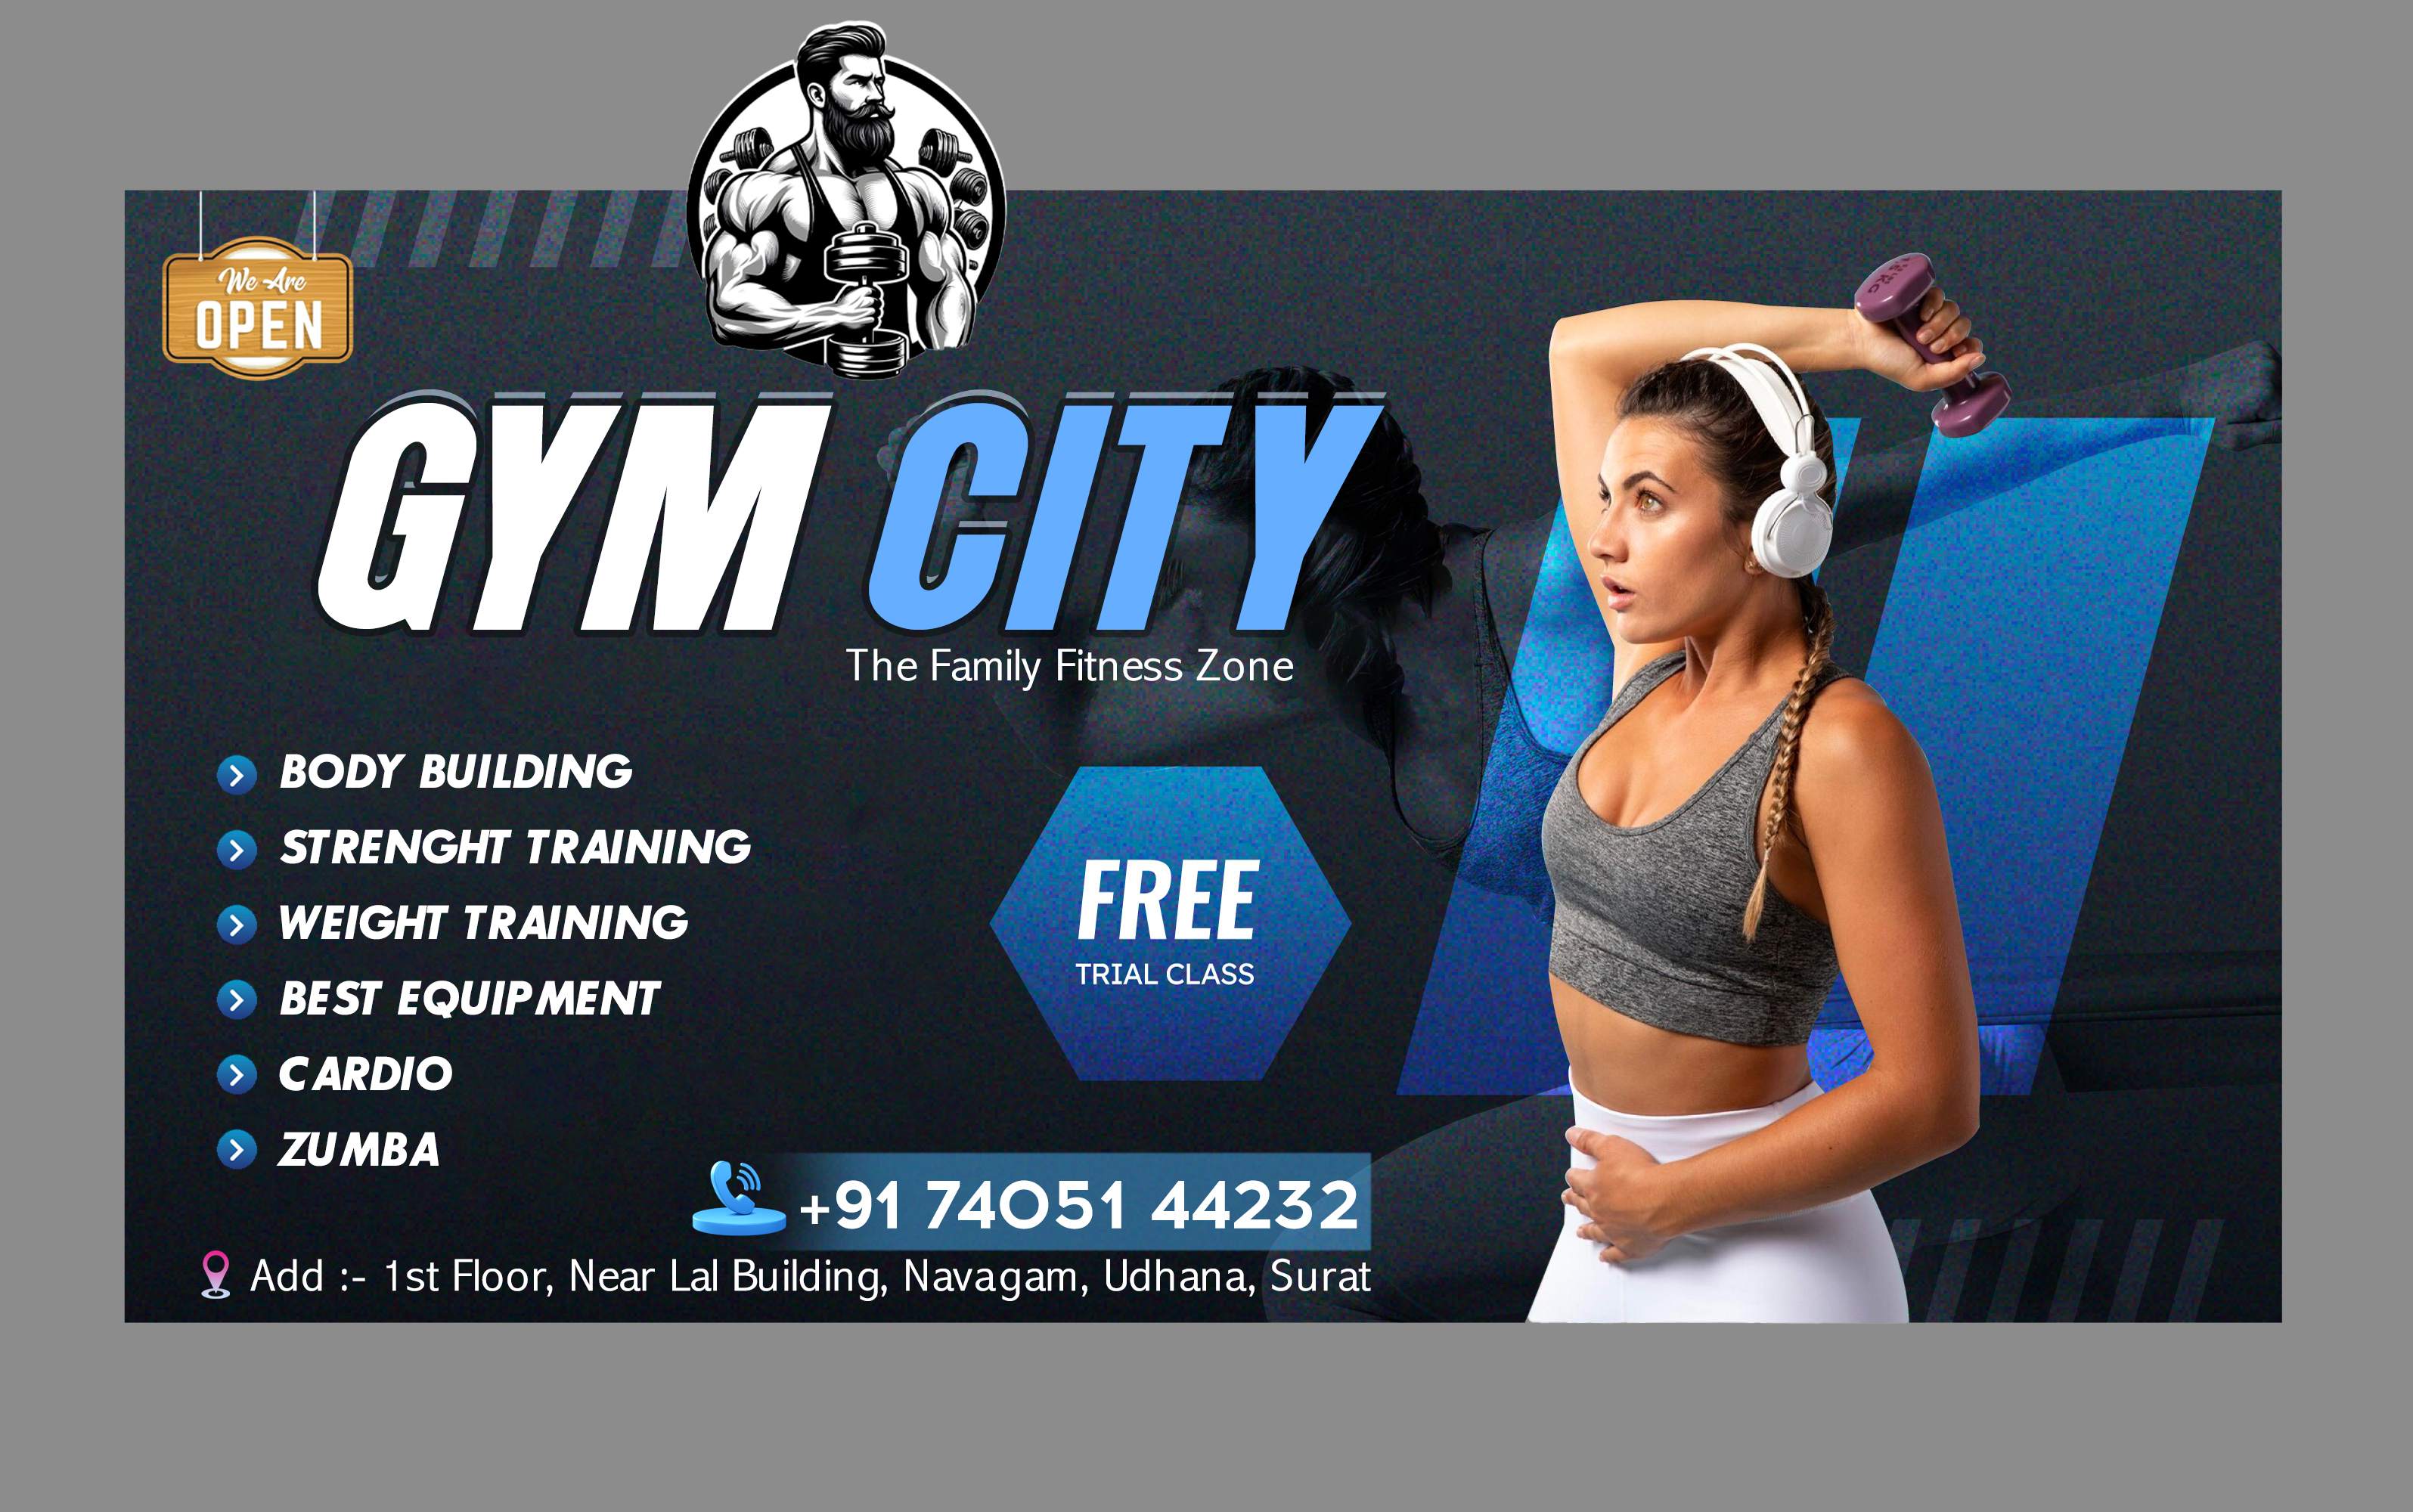 We Are
OPEN
GYM CITY
The Family Fitness Zone
BODY BUILDING
STRENGHT TRAINING
WEIGHT TRAINING
BEST EQUIPMENT
CARDIO
ZUMBA
FREE
TRIAL CLASS
+91 74051 44232
Add :- 1st Floor, Near Lal Building, Navagam, Udhana, Surat